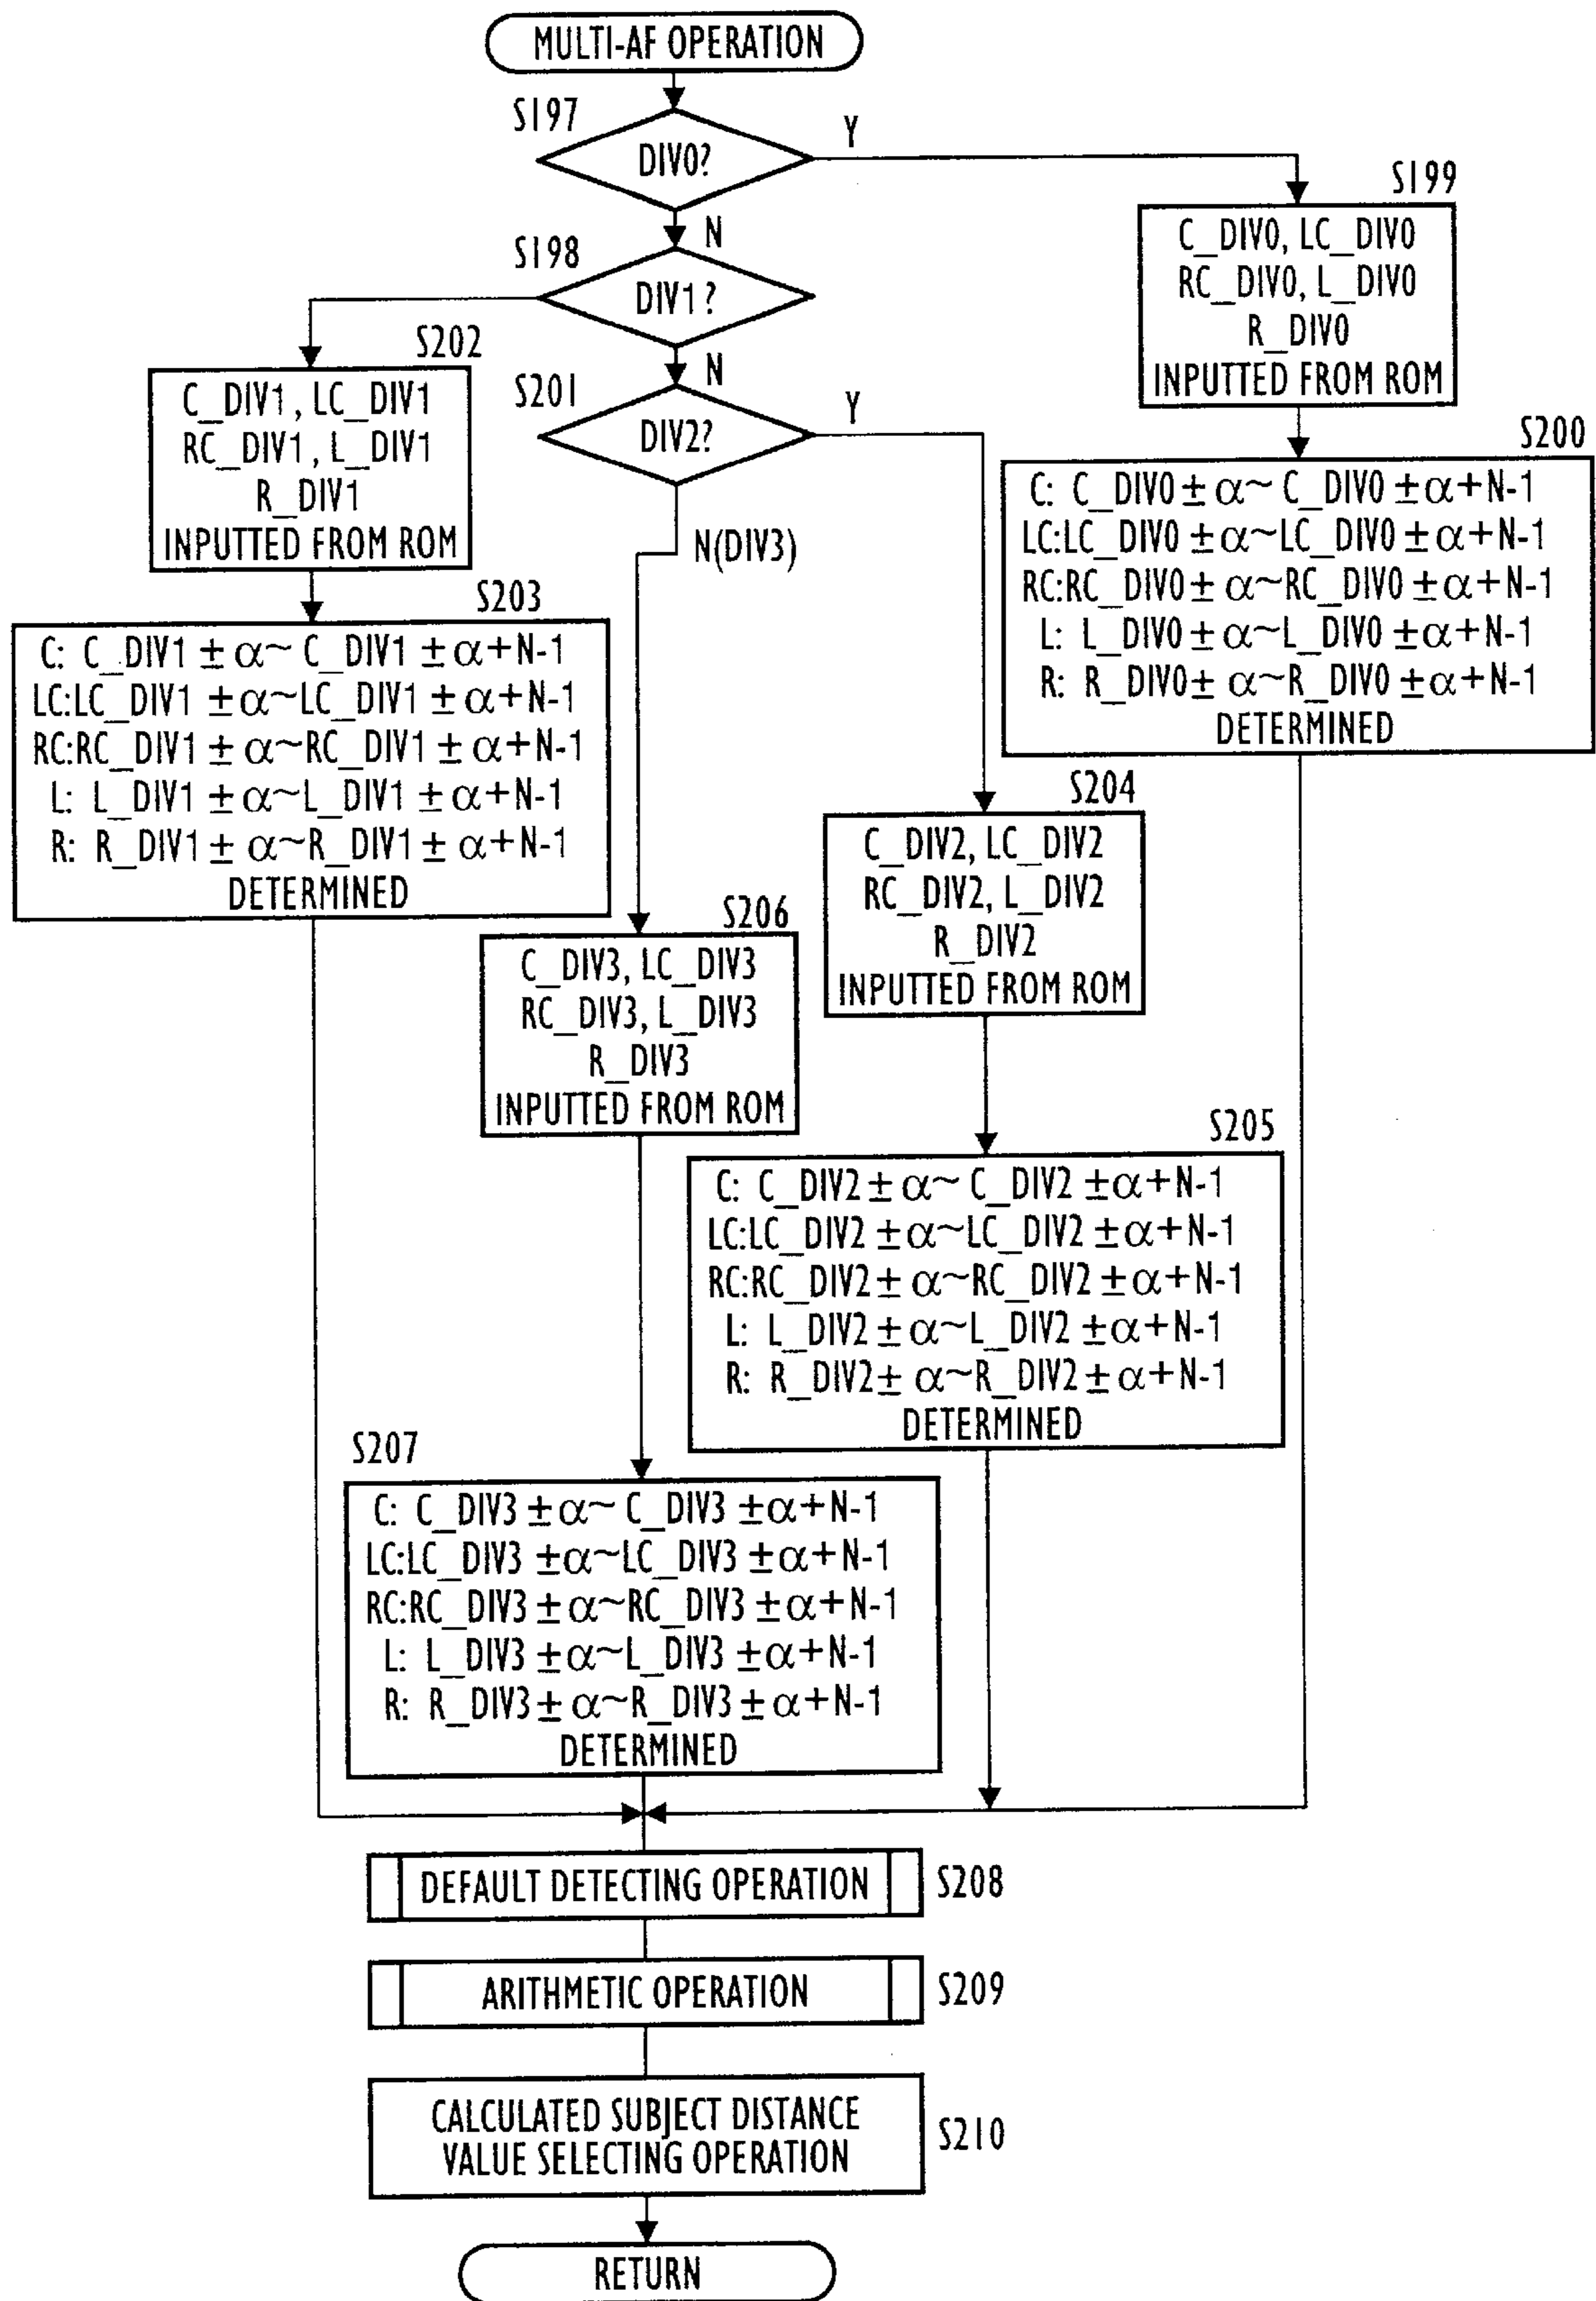 MULTI-AF OPERATION
S197
DIV0?
Y
N
S199
C_DIV0, LC_DIV0
RC_DIV0, L_DIV0
R_DIV0
INPUTTED FROM ROM
S198
DIV1?
N
S202
C_DIV1, LC_DIV1
RC_DIV1, L_DIV1
R_DIV1
INPUTTED FROM ROM
S201
DIV2?
Y
N(DIV3)
S200
C: C_DIV0±α~C_DIV0±α+N-1
LC:LC_DIV0±α~LC_DIV0±α+N-1
RC:RC_DIV0±α~RC_DIV0±α+N-1
L: L_DIV0±α~L_DIV0±α+N-1
R: R_DIV0±α~R_DIV0±α+N-1
DETERMINED
S203
C: C_DIV1±α~C_DIV1±α+N-1
LC:LC_DIV1±α~LC_DIV1±α+N-1
RC:RC_DIV1±α~RC_DIV1±α+N-1
L: L_DIV1±α~L_DIV1±α+N-1
R: R_DIV1±α~R_DIV1±α+N-1
DETERMINED
S204
C_DIV2, LC_DIV2
RC_DIV2, L_DIV2
R_DIV2
INPUTTED FROM ROM
S206
C_DIV3, LC_DIV3
RC_DIV3, L_DIV3
R_DIV3
INPUTTED FROM ROM
S205
C: C_DIV2±α~C_DIV2±α+N-1
LC:LC_DIV2±α~LC_DIV2±α+N-1
RC:RC_DIV2±α~RC_DIV2±α+N-1
L: L_DIV2±α~L_DIV2±α+N-1
R: R_DIV2±α~R_DIV2±α+N-1
DETERMINED
S207
C: C_DIV3±α~C_DIV3±α+N-1
LC:LC_DIV3±α~LC_DIV3±α+N-1
RC:RC_DIV3±α~RC_DIV3±α+N-1
L: L_DIV3±α~L_DIV3±α+N-1
R: R_DIV3±α~R_DIV3±α+N-1
DETERMINED
DEFAULT DETECTING OPERATION
S208
ARITHMETIC OPERATION
S209
CALCULATED SUBJECT DISTANCE
VALUE SELECTING OPERATION
S210
RETURN